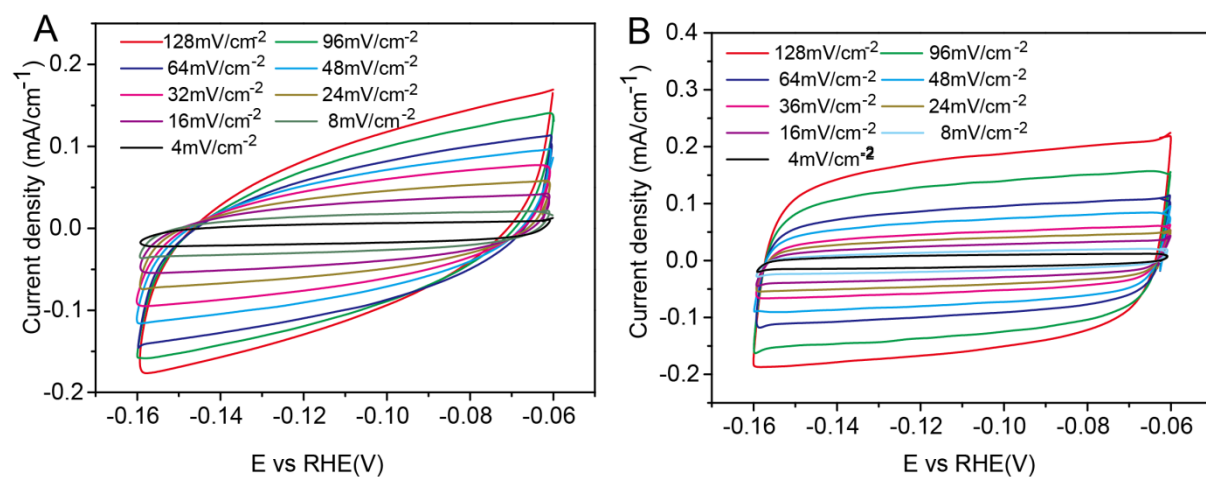 A
128mV/cm-2 96mV/cm-2
64mV/cm-2 48mV/cm-2
32mV/cm-2 24mV/cm-2
16mV/cm-2 8mV/cm-2
4mV/cm-2
Current density (mA/cm-1)
0.2
0.1
0.0
-0.1
-0.2
-0.16 -0.14 -0.12 -0.10 -0.08 -0.06
E vs RHE(V)
B
128mV/cm-2 96mV/cm-2
64mV/cm-2 48mV/cm-2
36mV/cm-2 24mV/cm-2
16mV/cm-2 8mV/cm-2
4mV/cm-2
Current density (mA/cm-1)
0.4
0.3
0.2
0.1
0.0
-0.1
-0.2
-0.16 -0.14 -0.12 -0.10 -0.08 -0.06
E vs RHE(V)